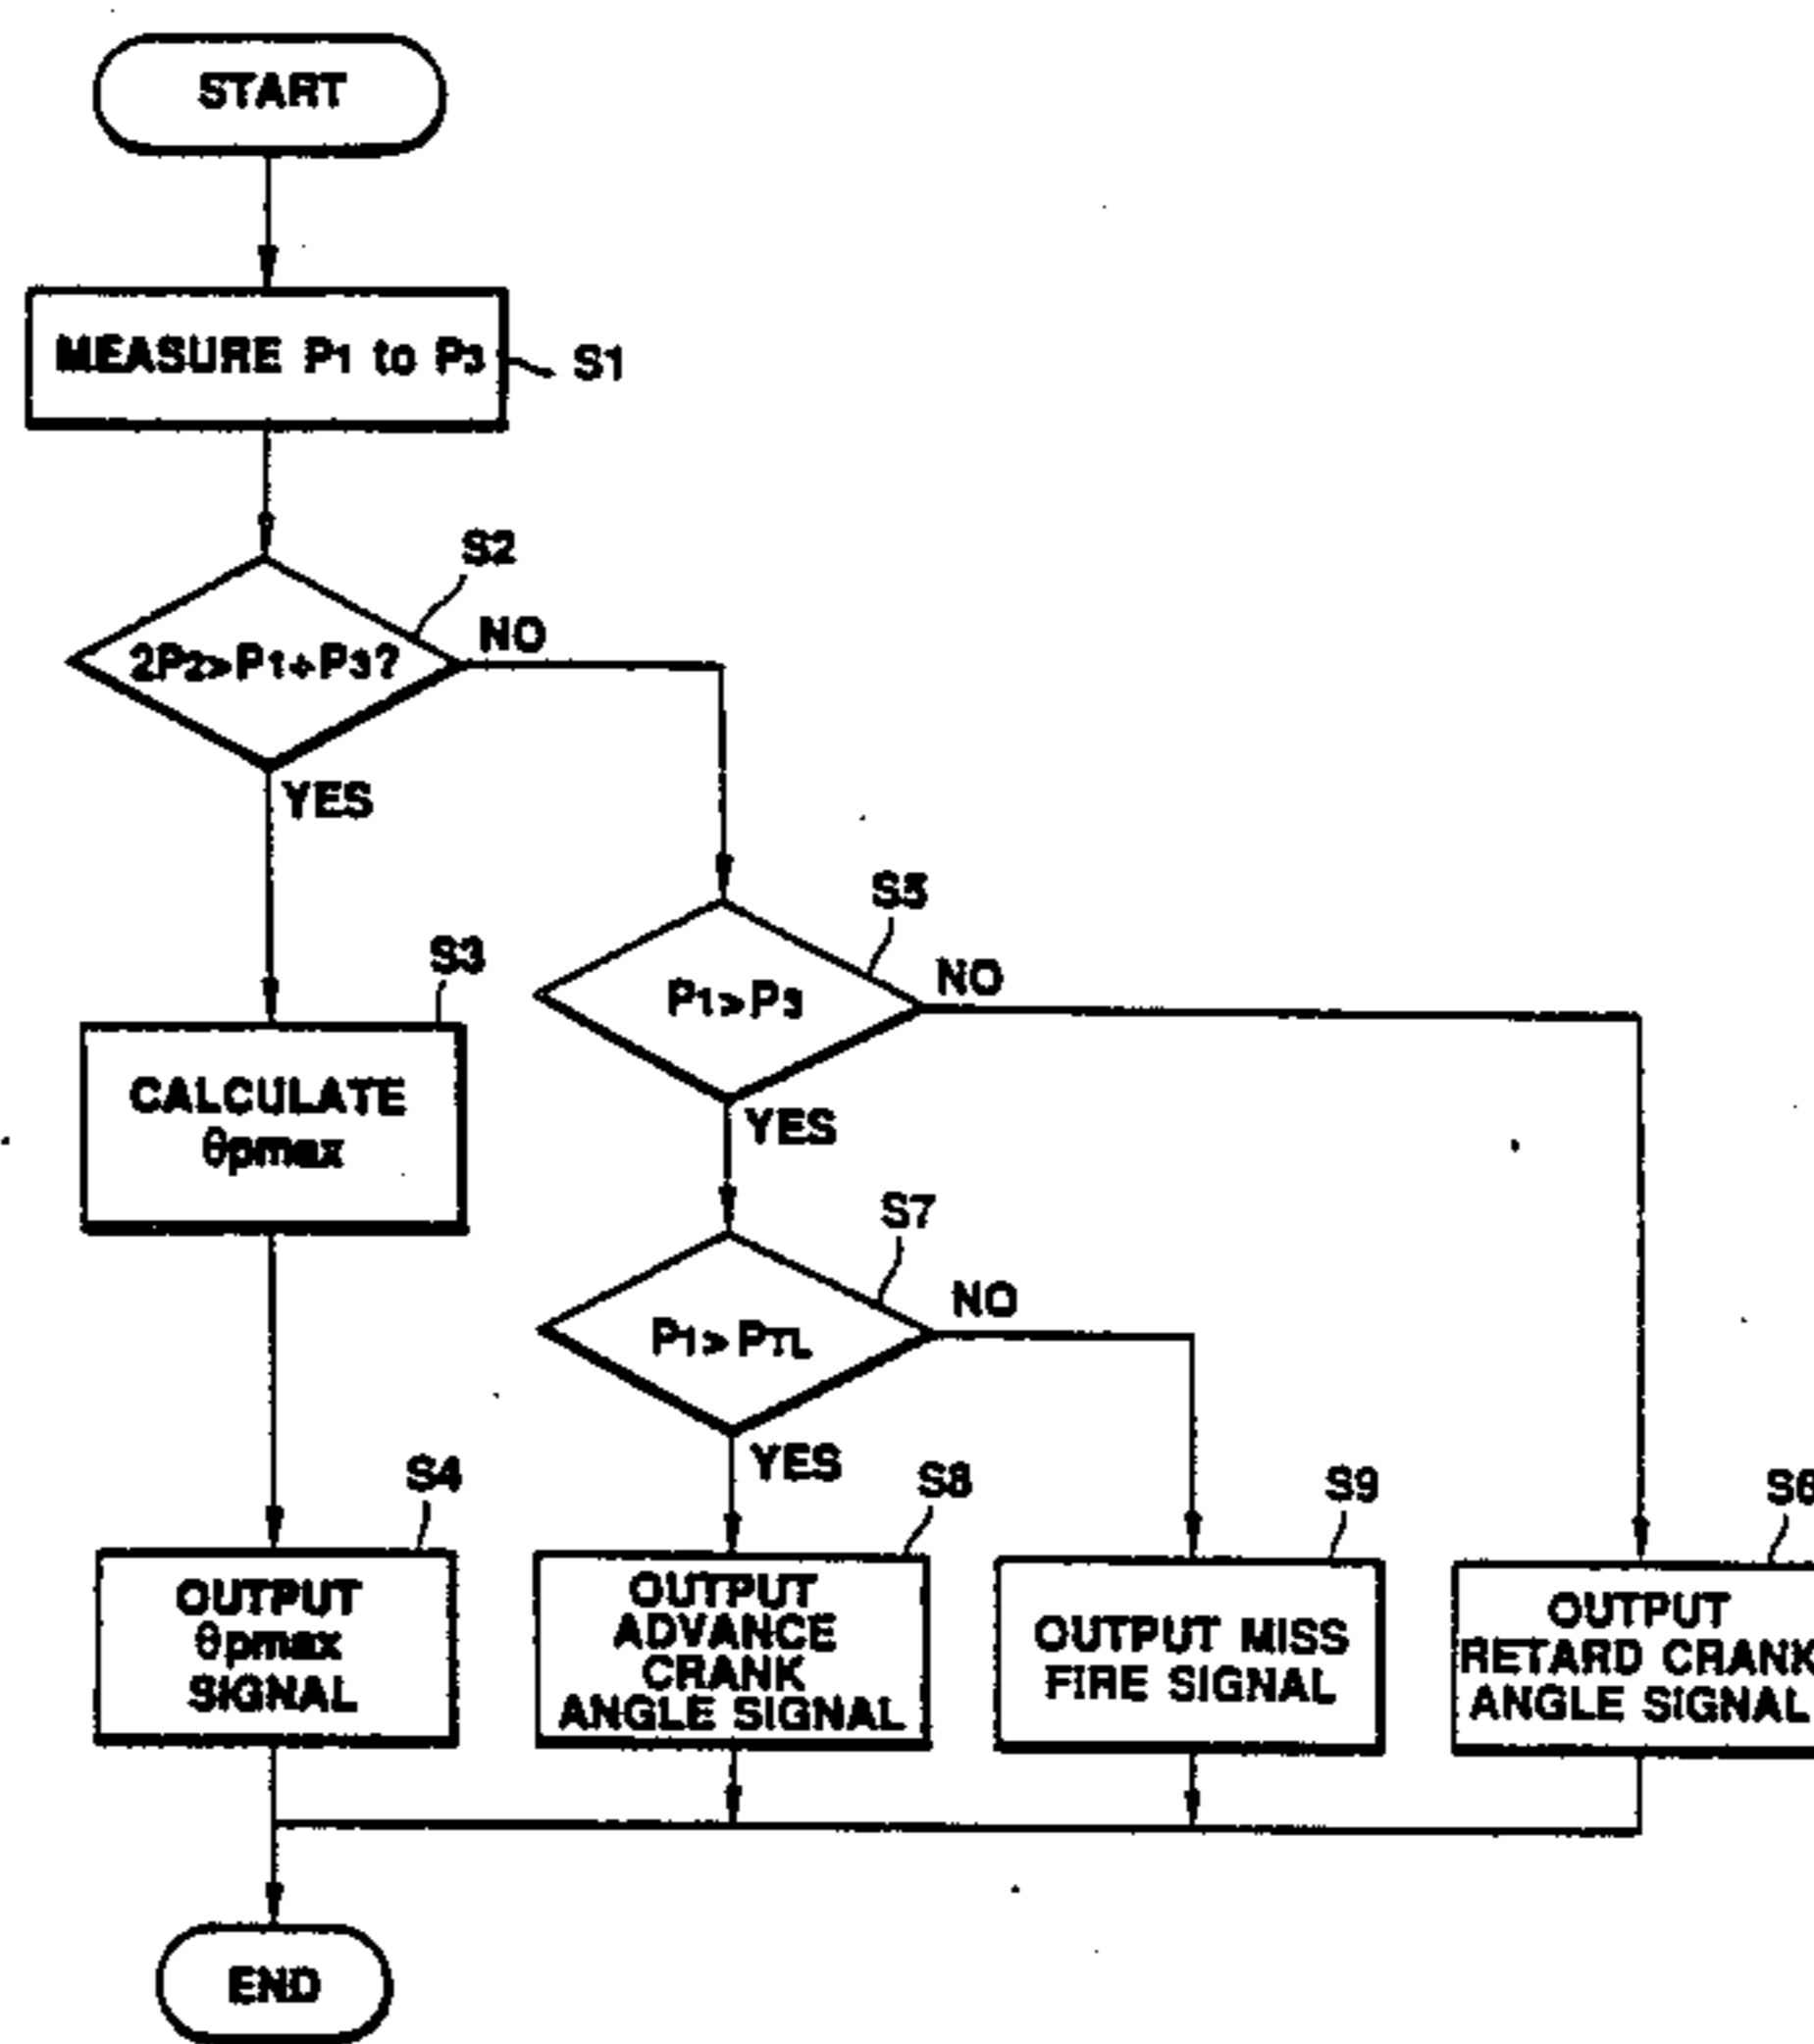 START
MEASURE P1 to P3
S1
S2
2P2>P1+P3?
NO
YES
S5
P1>P3
NO
YES
S3
CALCULATE
θpmax
S7
P1>PTL
NO
YES
S4
OUTPUT
θpmax
SIGNAL
S8
OUTPUT
ADVANCE
CRANK
ANGLE SIGNAL
S9
OUTPUT MISS
FIRE SIGNAL
S6
OUTPUT
RETARD CRANK
ANGLE SIGNAL
END